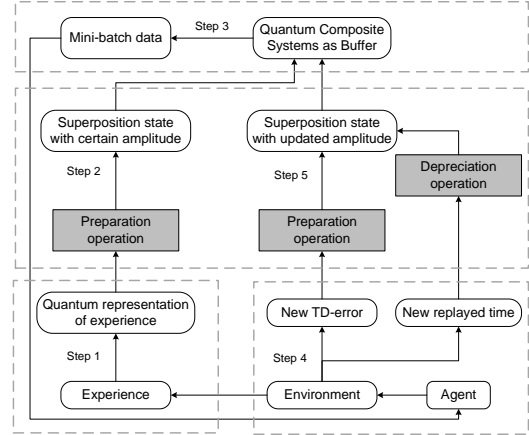 Step 3
Mini-batch data
Quantum Composite
Systems as Buffer
Superposition state
with certain amplitude
Superposition state
with updated amplitude
Depreciation
operation
Step 2
Step 5
Preparation
operation
Preparation
operation
Quantum representation
of experience
New TD-error
New replayed time
Step 1
Step 4
Experience
Environment
Agent